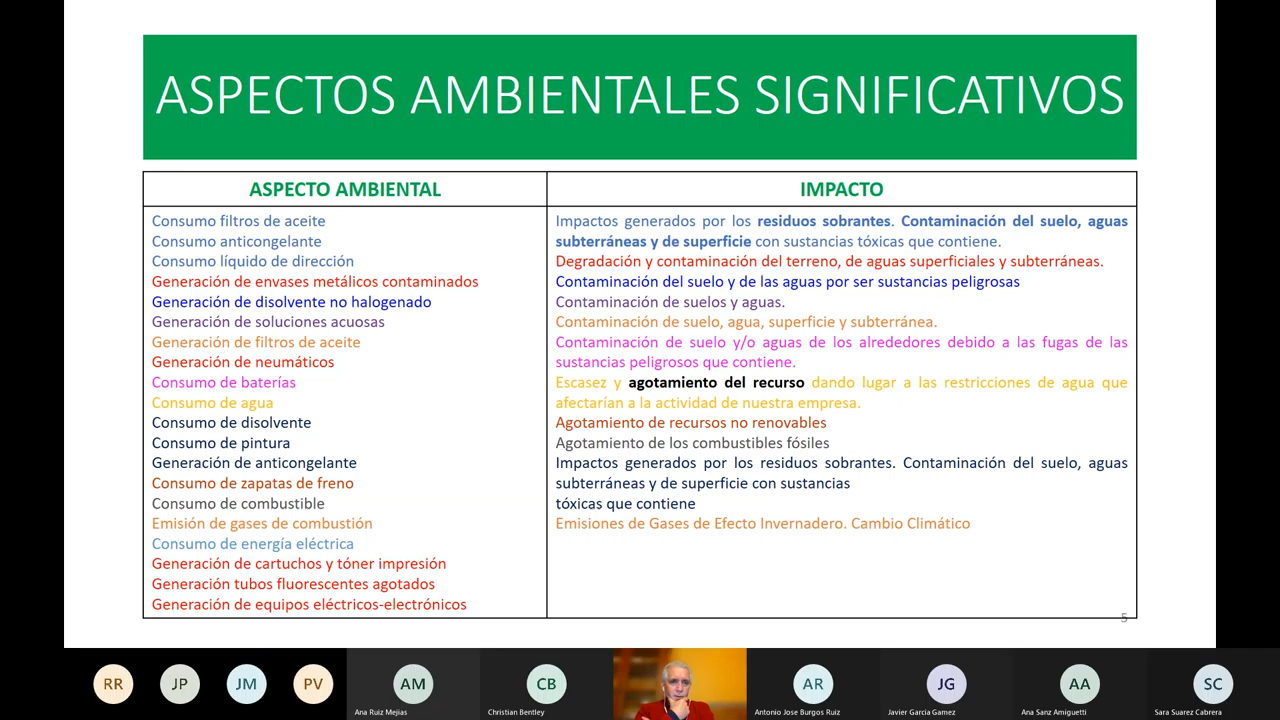 ASPECTOS AMBIENTALES SIGNIFICATIVOS
ASPECTO AMBIENTAL
Consumo filtros de aceite
Consumo anticongelante
Consumo líquido de dirección
Generación de envases metálicos contaminados
Generación de disolvente no halogenado
Generación de soluciones acuosas
Generación de filtros de aceite
Generación de neumáticos
Consumo de baterías
Consumo de agua
Consumo de disolvente
Consumo de pintura
Generación de anticongelante
Consumo de zapatas de freno
Consumo de combustible
Emisión de gases de combustión
Consumo de energía eléctrica
Generación de cartuchos y tóner impresión
Generación tubos fluorescentes agotados
Generación de equipos eléctricos-electrónicos
IMPACTO
Impactos generados por los residuos sobrantes. Contaminación del suelo, aguas
subterráneas y de superficie con sustancias tóxicas que contiene.
Degradación y contaminación del terreno, de aguas superficiales y subterráneas.
Contaminación del suelo y de las aguas por ser sustancias peligrosas
Contaminación de suelos y aguas.
Contaminación de suelo, agua, superficie y subterránea.
Contaminación de suelo y/o aguas de los alrededores debido a las fugas de las
sustancias peligrosos que contiene.
Escasez y agotamiento del recurso dando lugar a las restricciones de agua que
afectarían a la actividad de nuestra empresa.
Agotamiento de recursos no renovables
Agotamiento de los combustibles fósiles
Impactos generados por los residuos sobrantes. Contaminación del suelo, aguas
subterráneas y de superficie con sustancias
tóxicas que contiene
Emisiones de Gases de Efecto Invernadero. Cambio Climático
5
RR
JP
JM
PV
AM
Ana Ruiz Mejias
CB
Christian Bentley
AR
Antonio Jose Burgos Ruiz
JG
Javier Garcia Gamez
AA
Ana Sanz Amiguetti
SC
Sara Suarez Cabrera